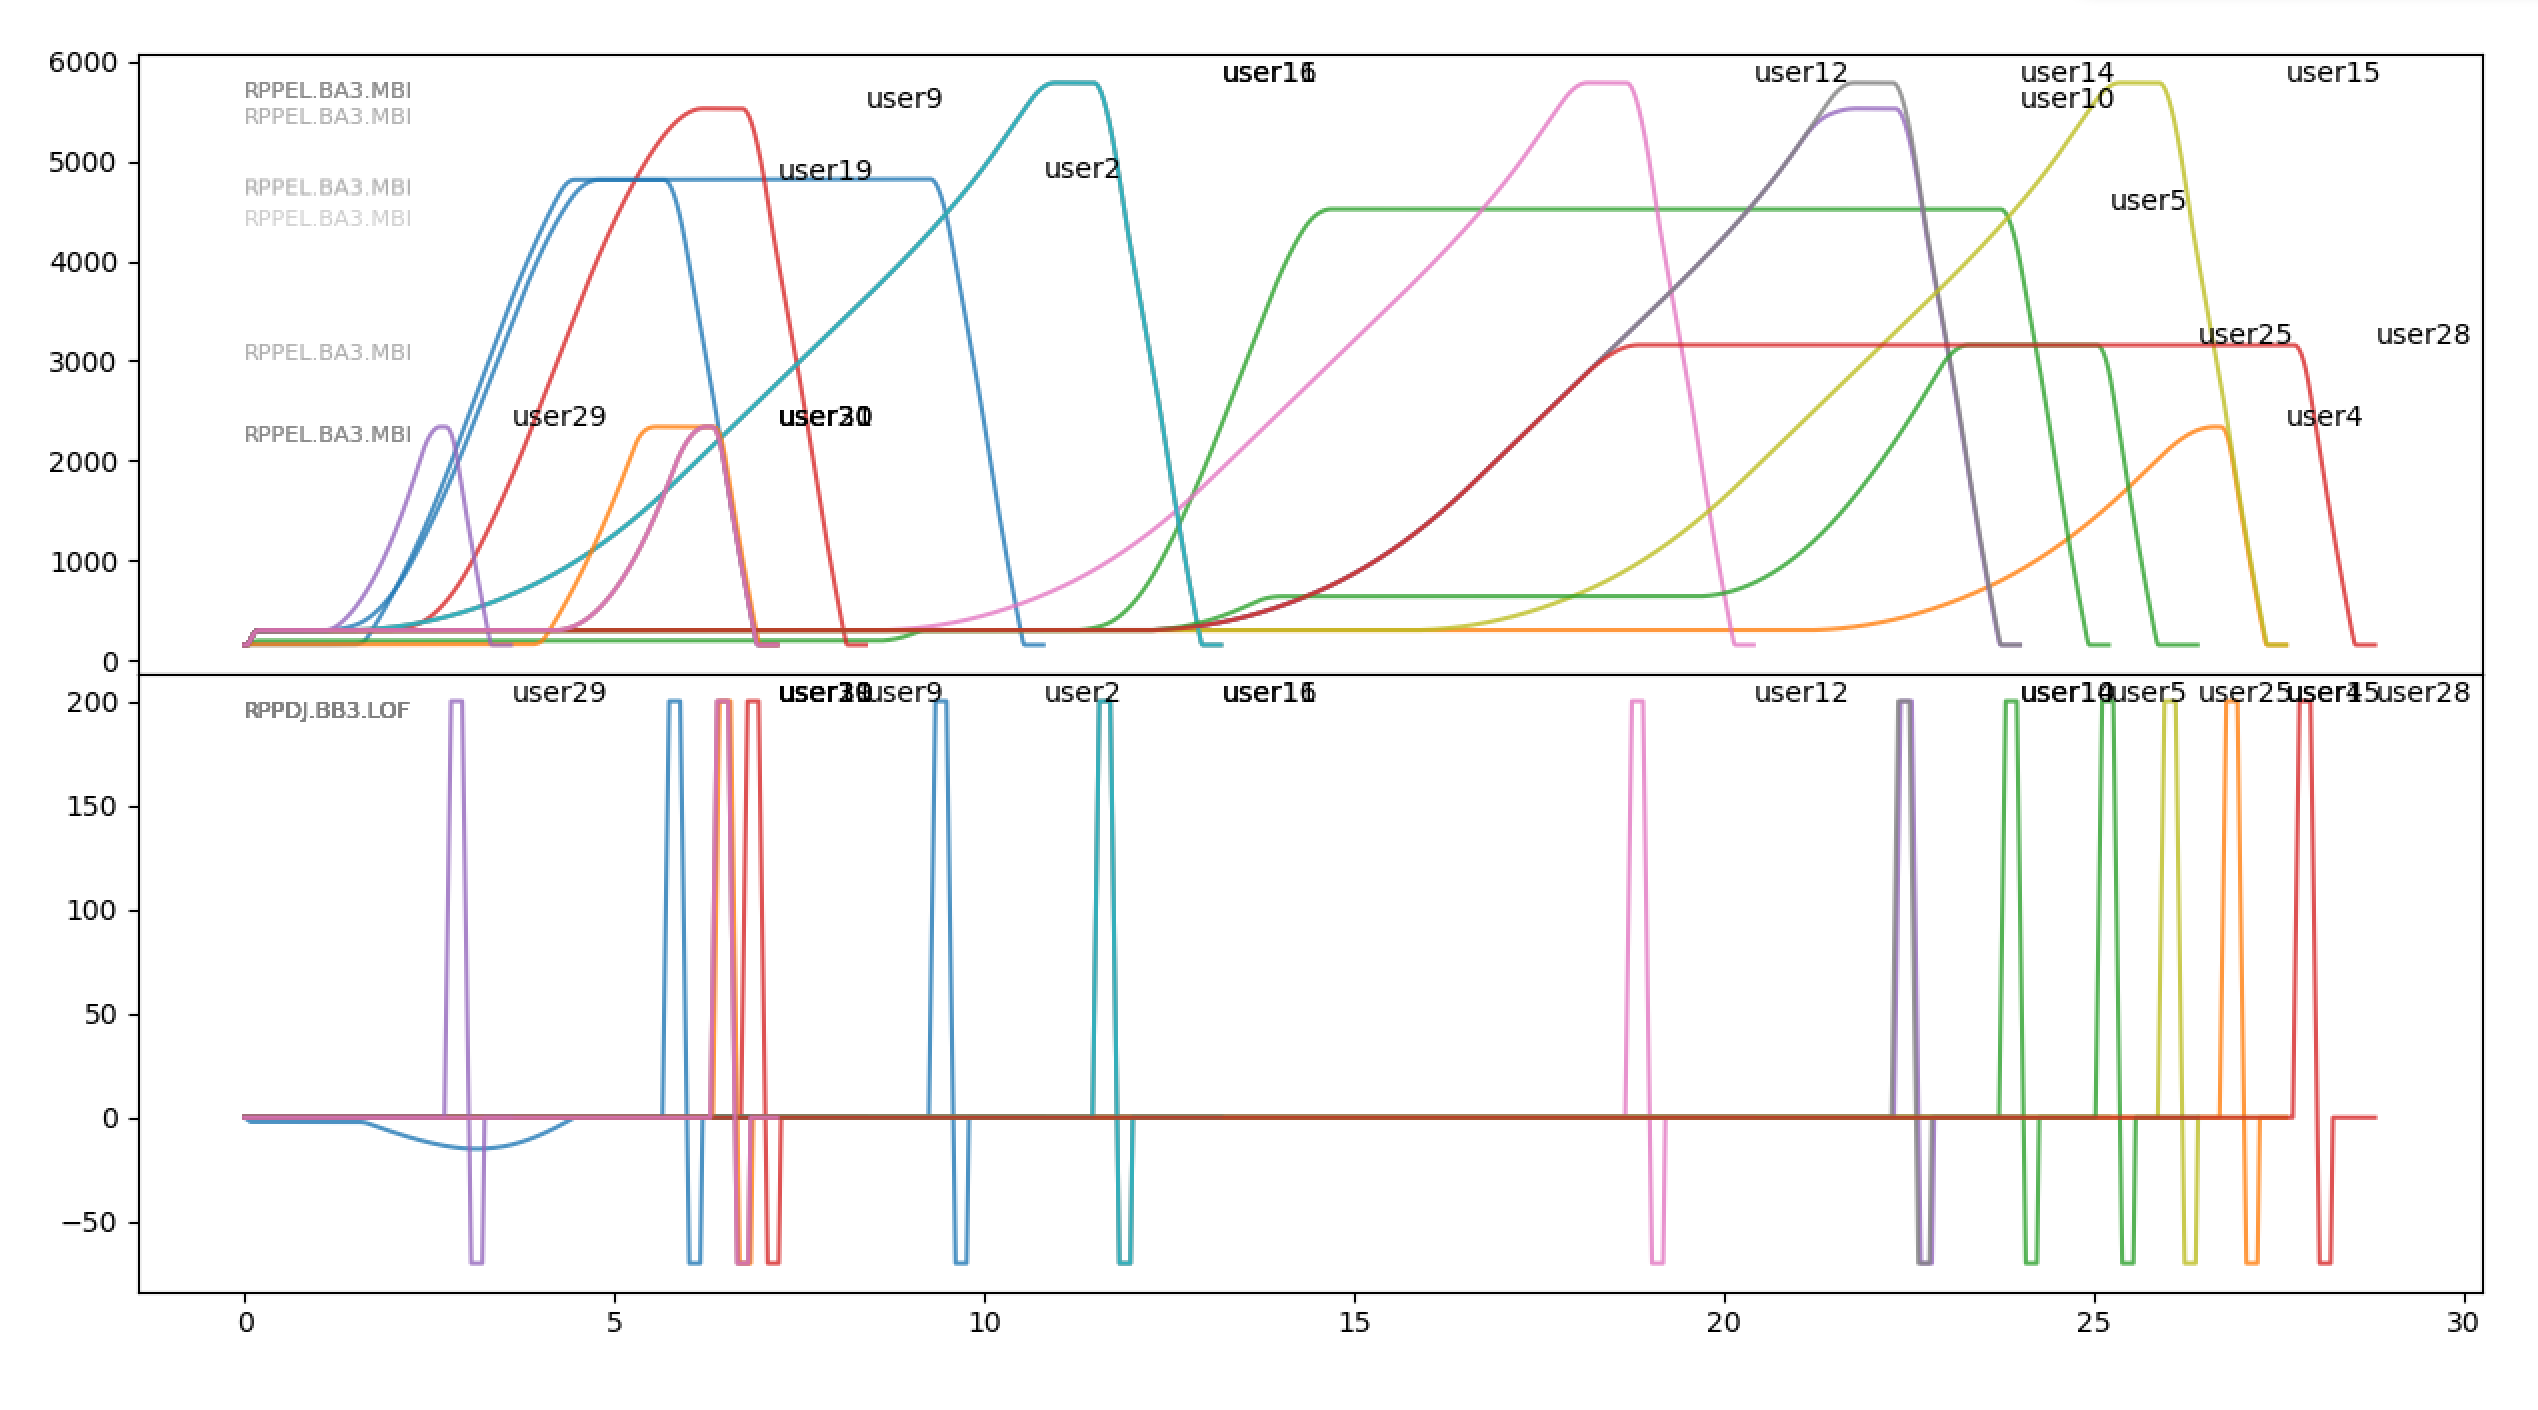 6000
user16 user12 user14 user15
RPPEL.BA3.MBI
user9 user10
RPPEL.BA3.MBI
5000
user19 user2
RPPEL.BA3.MBI
user5
RPPEL.BA3.MBI
4000
user25 user28
RPPEL.BA3.MBI
3000
user29 user4
RPPEL.BA3.MBI
2000
1000
0
200
user29 user9 user2 user16 user12 user5 user25 user28
RPPDJ.BB3.LOF
150
100
50
0
−50
0 5 10 15 20 25 30